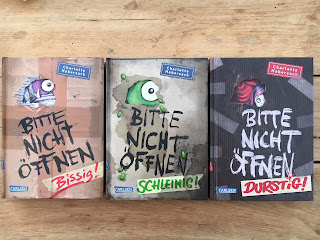 Charlotte
Habersack
BITTE
NICHT
ÖFFNEN
Bissig!
CARLSEN
Charlotte
Habersack
BITTE
NICHT
ÖFFNEN
SCHLEIMIG!
CARLSEN
Charlotte
Habersack
BITTE
NICHT
ÖFFNEN
DURSTIG!
CARLSEN